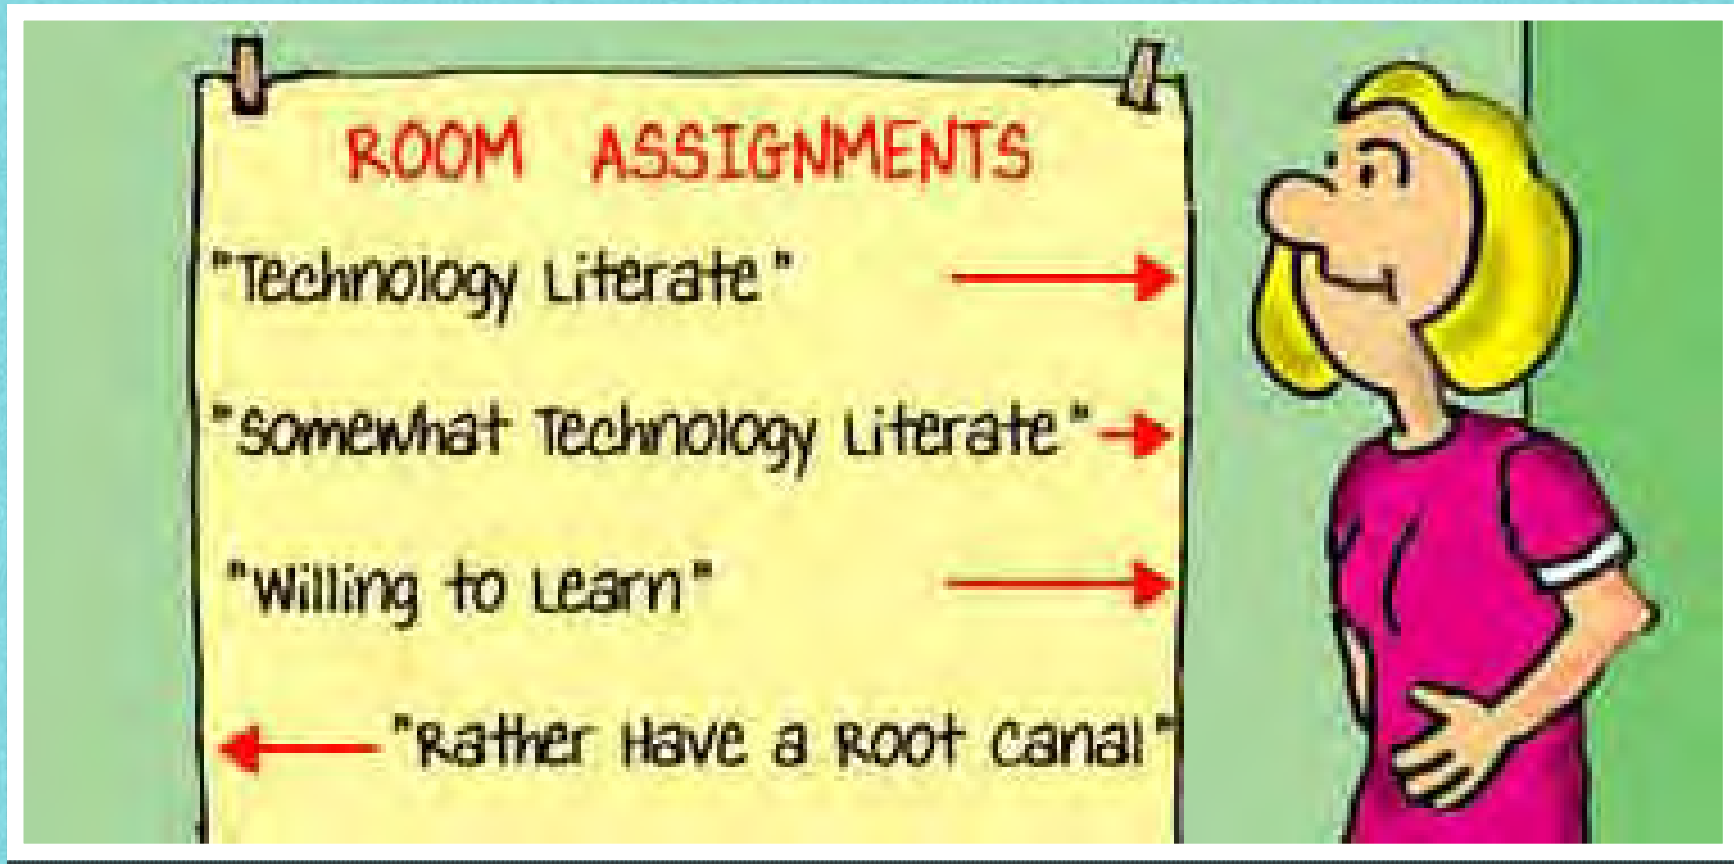 ROOM ASSIGNMENTS
"Technology Literate"
"Somewhat Technology Literate"
"Willing to Learn"
"Rather Have a Root Canal"